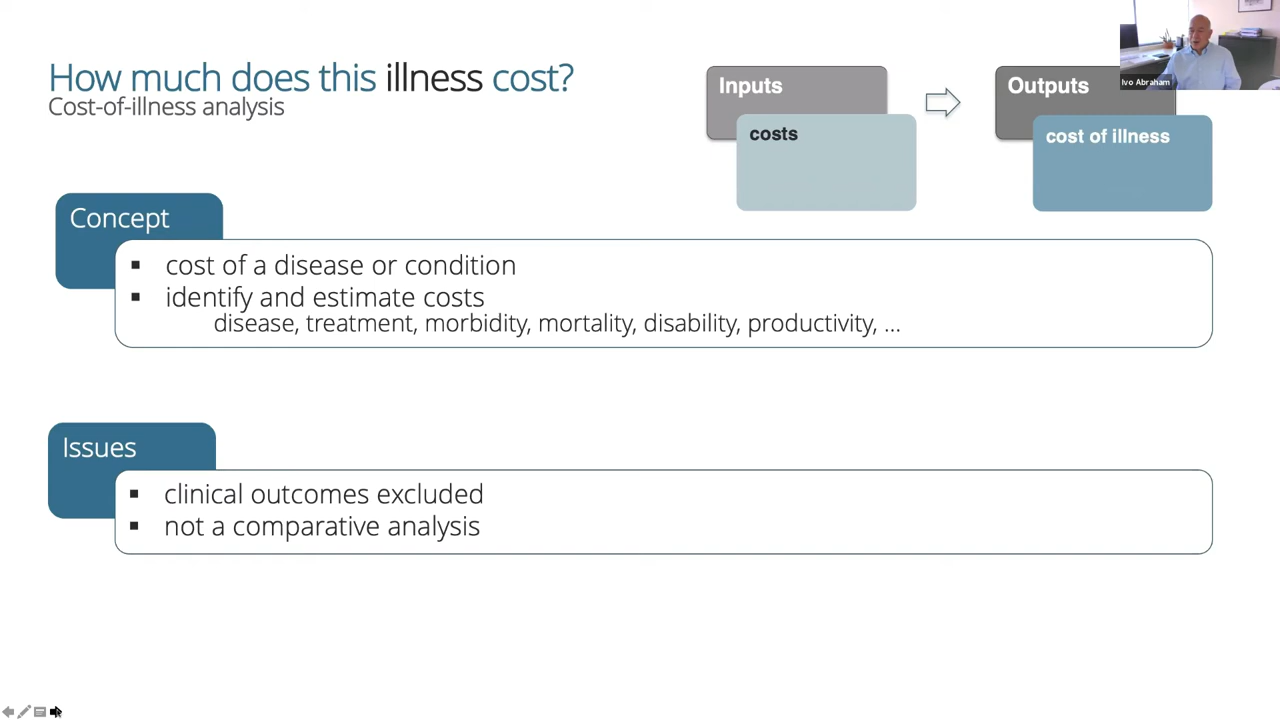 How much does this illness cost?
Cost-of-illness analysis
Inputs
costs
Outputs
cost of illness
Ivo Abraham
Concept
▪ cost of a disease or condition
▪ identify and estimate costs
disease, treatment, morbidity, mortality, disability, productivity, ...
Issues
▪ clinical outcomes excluded
▪ not a comparative analysis